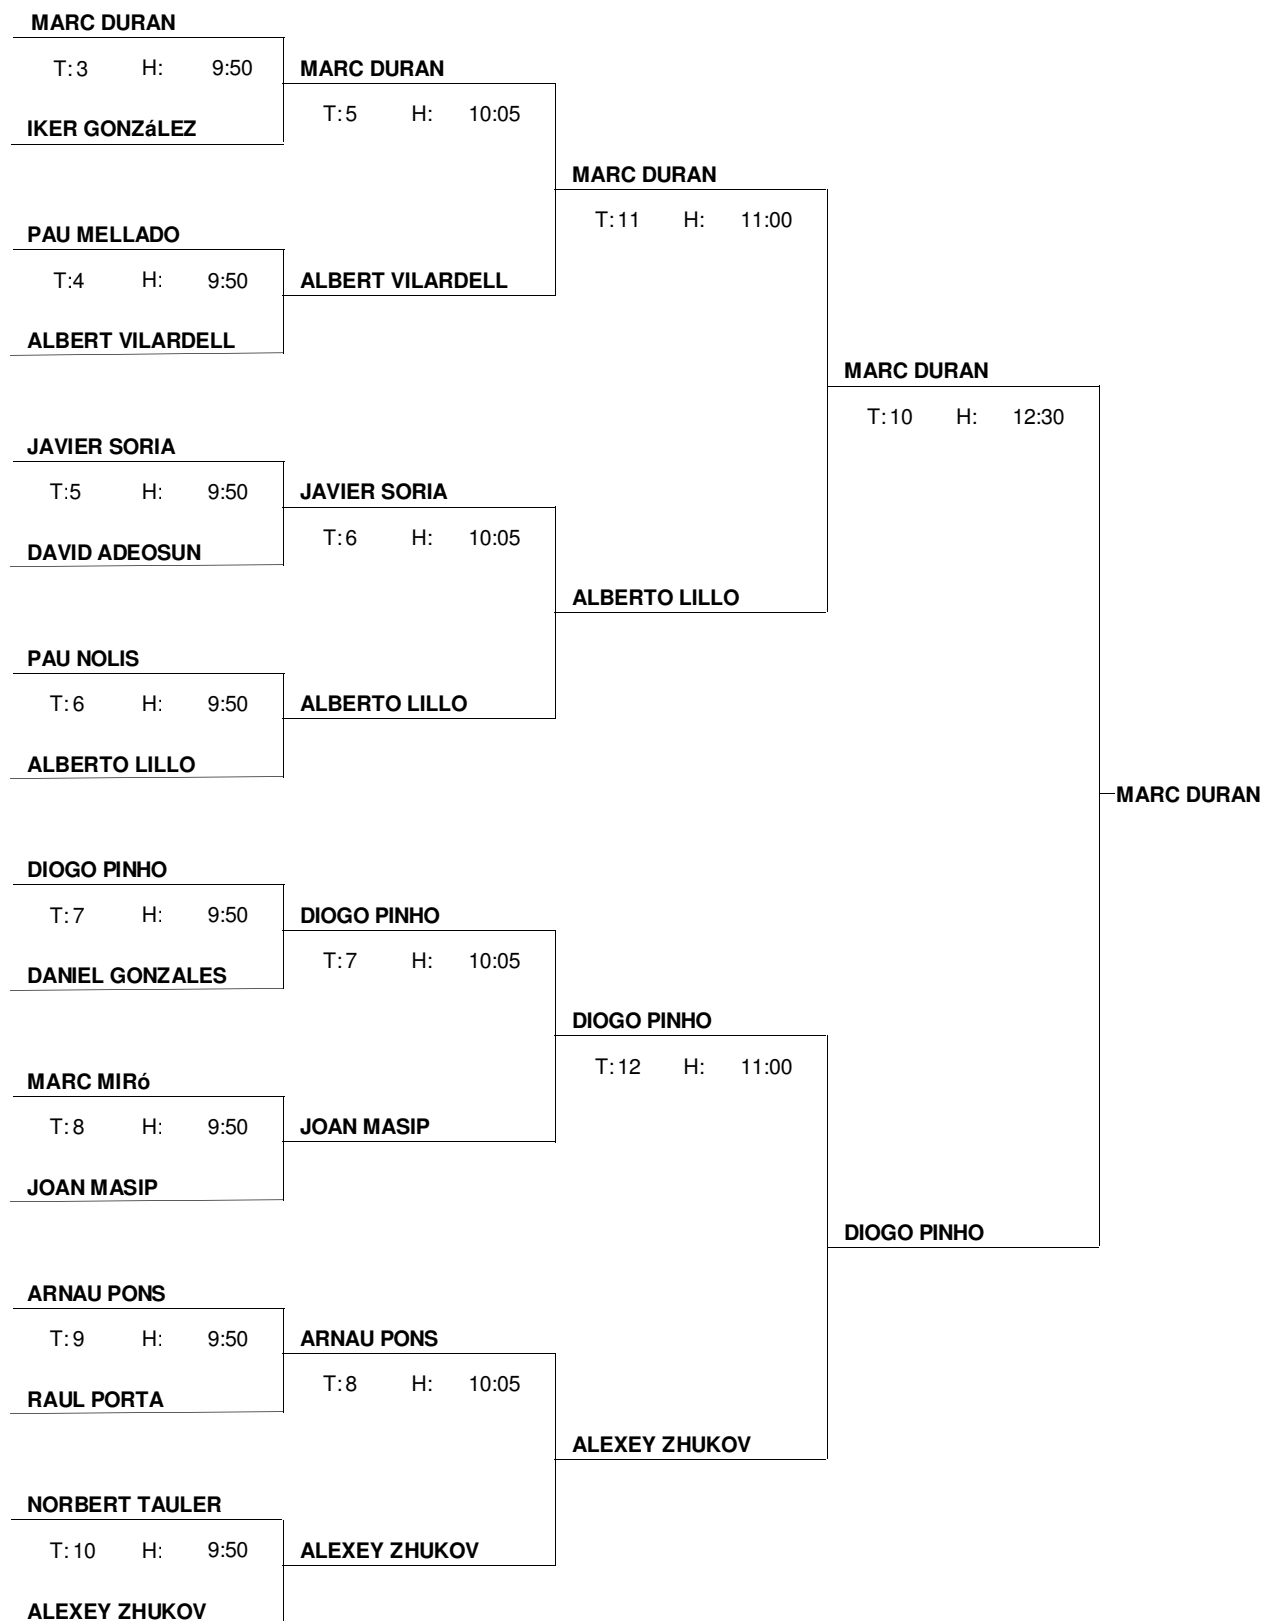 MARC DURAN
T: 3 H: 9:50 MARC DURAN
IKER GONZáLEZ T: 5 H: 10:05
MARC DURAN
PAU MELLADO T: 11 H: 11:00
T: 4 H: 9:50 ALBERT VILARDELL
ALBERT VILARDELL
MARC DURAN
T: 10 H: 12:30
JAVIER SORIA
T: 5 H: 9:50 JAVIER SORIA
DAVID ADEOSUN T: 6 H: 10:05
ALBERTO LILLO
PAU NOLIS
T: 6 H: 9:50 ALBERTO LILLO
ALBERTO LILLO
MARC DURAN
DIOGO PINHO
T: 7 H: 9:50 DIOGO PINHO
DANIEL GONZALES T: 7 H: 10:05
DIOGO PINHO
MARC MIRó T: 12 H: 11:00
T: 8 H: 9:50 JOAN MASIP
JOAN MASIP
DIOGO PINHO
ARNAU PONS
T: 9 H: 9:50 ARNAU PONS
RAUL PORTA T: 8 H: 10:05
ALEXEY ZHUKOV
NORBERT TAULER
T: 10 H: 9:50 ALEXEY ZHUKOV
ALEXEY ZHUKOV